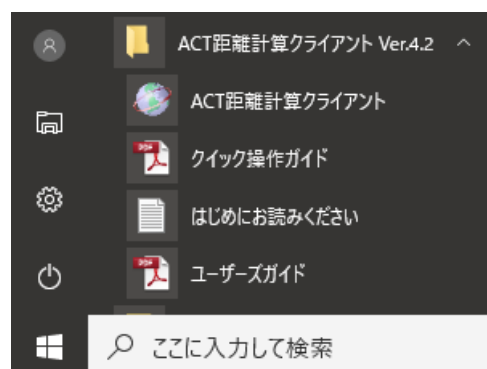 ACT距離計算クライアント Ver.4.2
ACT距離計算クライアント
クイック操作ガイド
はじめにお読みください
ユーザーズガイド
ここに入力して検索